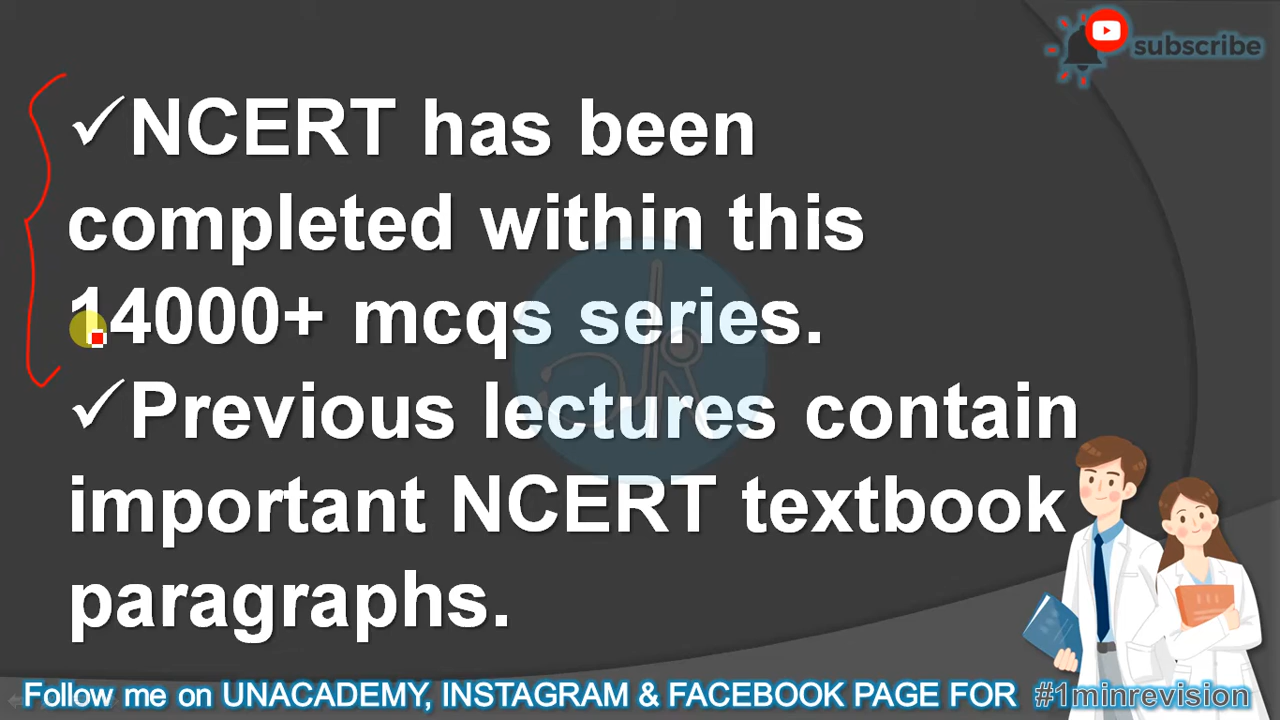 subscribe
✓NCERT has been
completed within this
14000+ mcqs series.
✓Previous lectures contain
important NCERT textbook
paragraphs.
Follow me on UNACADEMY, INSTAGRAM & FACEBOOK PAGE FOR #1minrevision